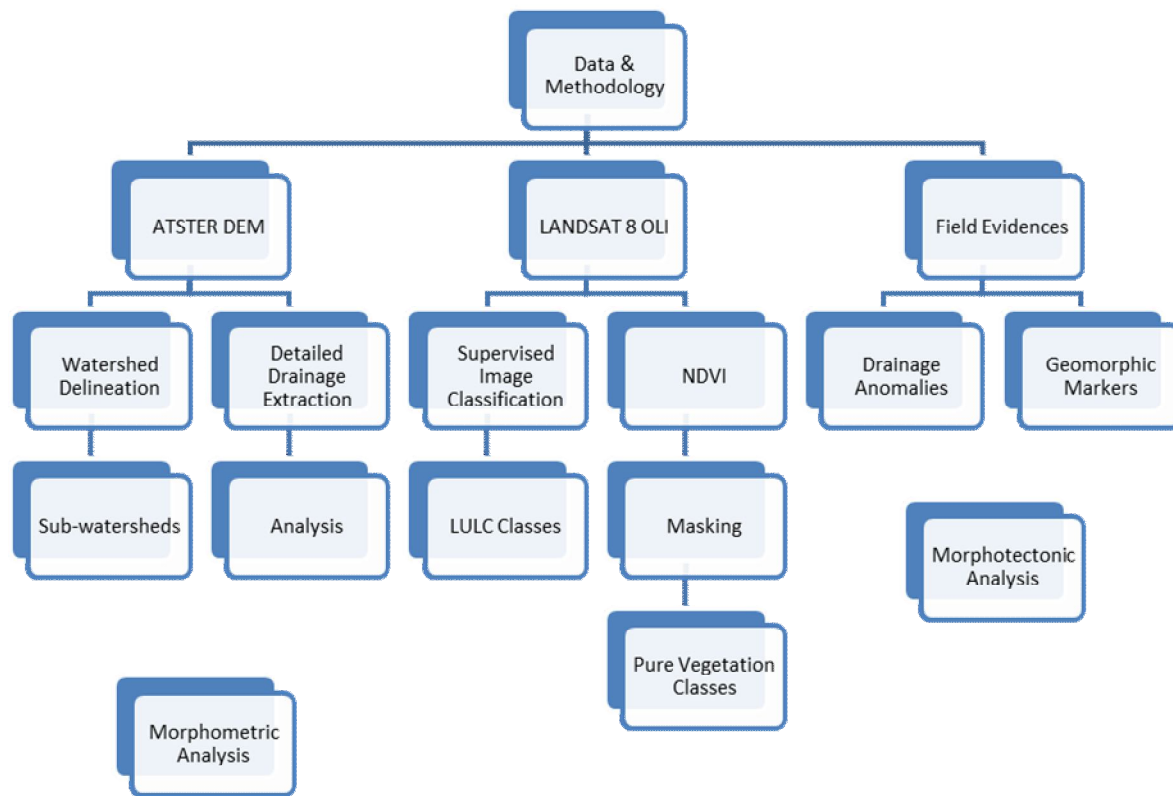 Data &
Methodology
ATSTER DEM
LANDSAT 8 OLI
Field Evidences
Watershed
Delineation
Detailed
Drainage
Extraction
Supervised
Image
Classification
NDVI
Drainage
Anomalies
Geomorphic
Markers
Sub-watersheds
Analysis
LULC Classes
Masking
Morphotectonic
Analysis
Pure Vegetation
Classes
Morphometric
Analysis